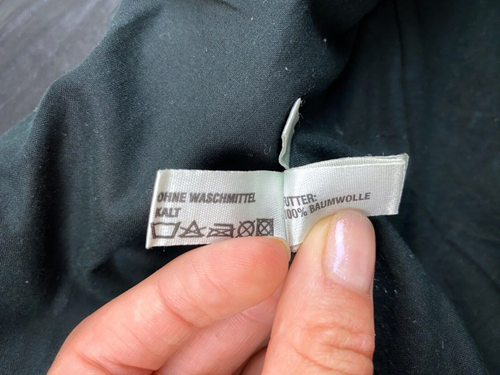 OHNE WASCHMITTEL
KALT
UTTER:
100% BAUMWOLLE